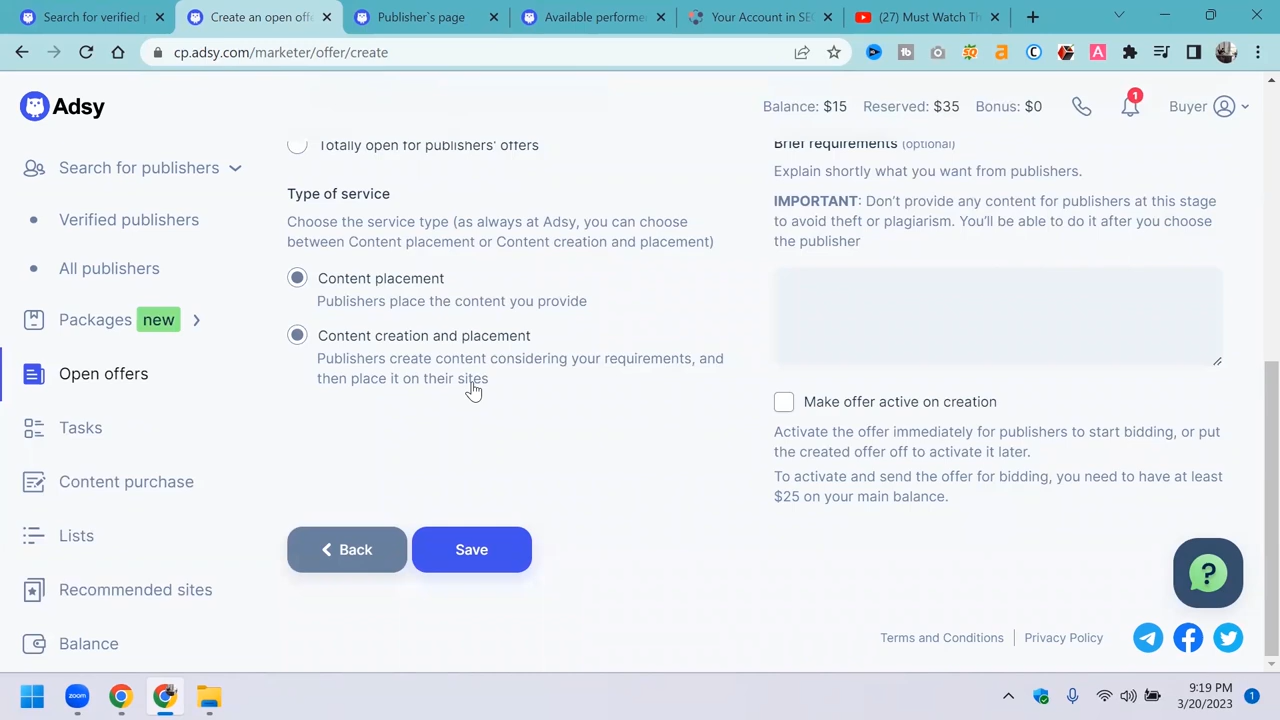 Search for verified p
Create an open offe
Publisher`s page
Available performe
Your Account in SE
(27) Must Watch Th
cp.adsy.com/marketer/offer/create
Adsy
Balance: $15
Reserved: $35
Bonus: $0
1
Buyer
Search for publishers
Verified publishers
All publishers
Packages
new
Open offers
Tasks
Content purchase
Lists
Recommended sites
Balance
Totally open for publishers' offers
Type of service
Choose the service type (as always at Adsy, you can choose
between Content placement or Content creation and placement)
Content placement
Publishers place the content you provide
Content creation and placement
Publishers create content considering your requirements, and
then place it on their sites
Back
Save
Brief requirements (optional)
Explain shortly what you want from publishers.
IMPORTANT: Don't provide any content for publishers at this stage
to avoid theft or plagiarism. You'll be able to do it after you choose
the publisher
Make offer active on creation
Activate the offer immediately for publishers to start bidding, or put
the created offer off to activate it later.
To activate and send the offer for bidding, you need to have at least
$25 on your main balance.
?
Terms and Conditions
Privacy Policy
zoom
9:19 PM
3/20/2023
1